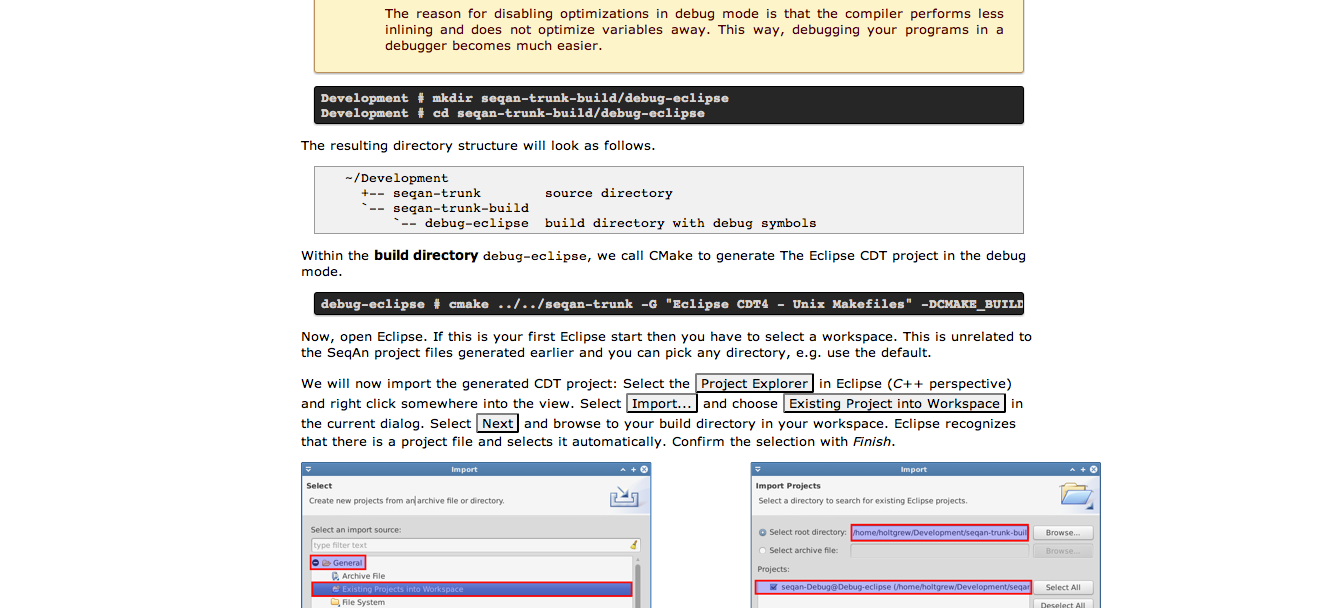 The reason for disabling optimizations in debug mode is that the compiler performs less
inlining and does not optimize variables away. This way, debugging your programs in a
debugger becomes much easier.
Development # mkdir seqan-trunk-build/debug-eclipse
Development # cd seqan-trunk-build/debug-eclipse
The resulting directory structure will look as follows.
~/Development
+-- seqan-trunk        source directory
`-- seqan-trunk-build
`-- debug-eclipse  build directory with debug symbols
Within the build directory debug-eclipse, we call CMake to generate The Eclipse CDT project in the debug
mode.
debug-eclipse # cmake ../../seqan-trunk -G "Eclipse CDT4 - Unix Makefiles" -DCMAKE_BUILD
Now, open Eclipse. If this is your first Eclipse start then you have to select a workspace. This is unrelated to
the SeqAn project files generated earlier and you can pick any directory, e.g. use the default.
We will now import the generated CDT project: Select the Project Explorer in Eclipse (C++ perspective)
and right click somewhere into the view. Select Import... and choose Existing Project into Workspace in
the current dialog. Select Next and browse to your build directory in your workspace. Eclipse recognizes
that there is a project file and selects it automatically. Confirm the selection with Finish.
Import
Select
Create new projects from an archive file or directory.
Select an import source:
type filter text
General
Archive File
Existing Projects into Workspace
File System
Import
Import Projects
Select a directory to search for existing Eclipse projects.
Select root directory: /home/holtgrew/Development/seqan-trunk-buil Browse...
Select archive file: Browse...
Projects:
seqan-Debug@Debug-eclipse (/home/holtgrew/Development/seqan Select All
Deselect All